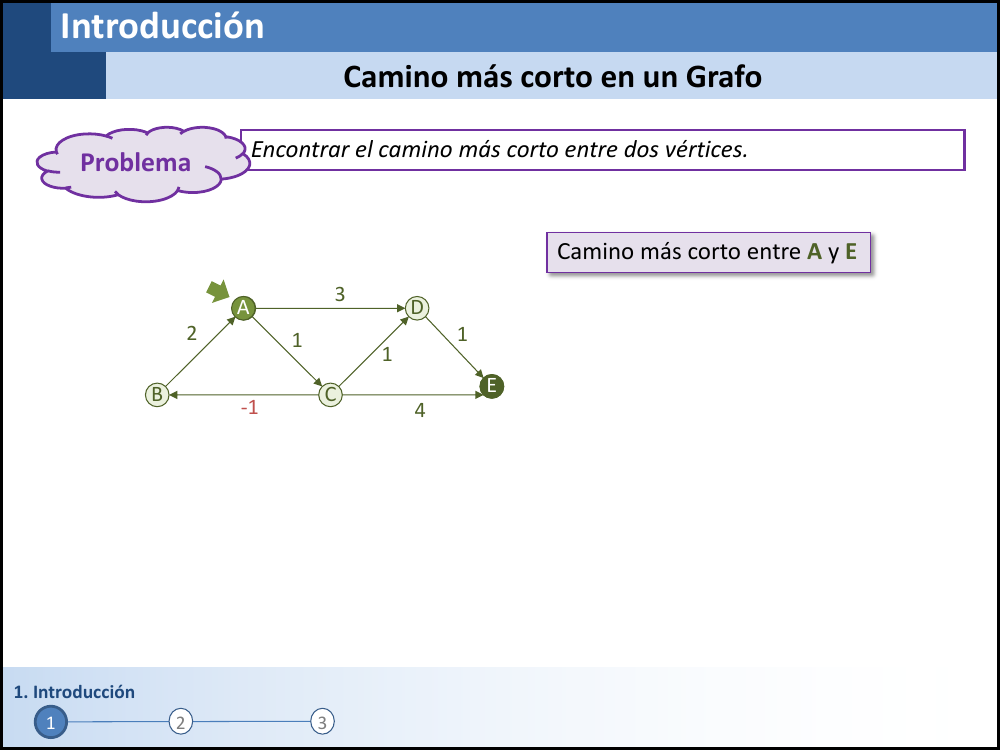 Introducción
Camino más corto en un Grafo
Problema
Encontrar el camino más corto entre dos vértices.
Camino más corto entre A y E
A
3
D
2
1
1
1
B
C
E
-1
4
1. Introducción
1
2
3